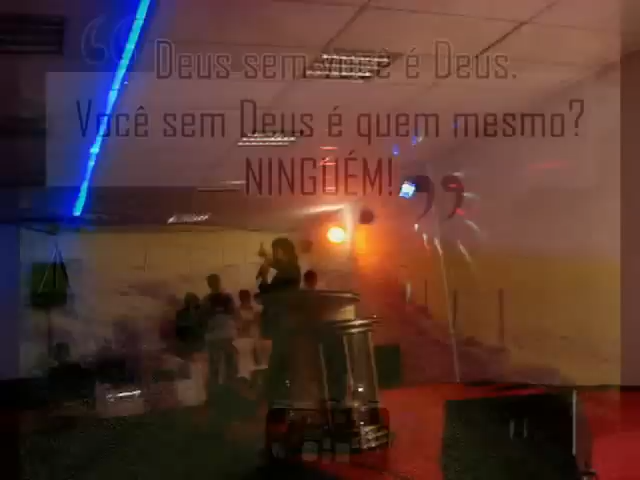 “Deus sem você é Deus.
Você sem Deus é quem mesmo?
NINGUÉM!”